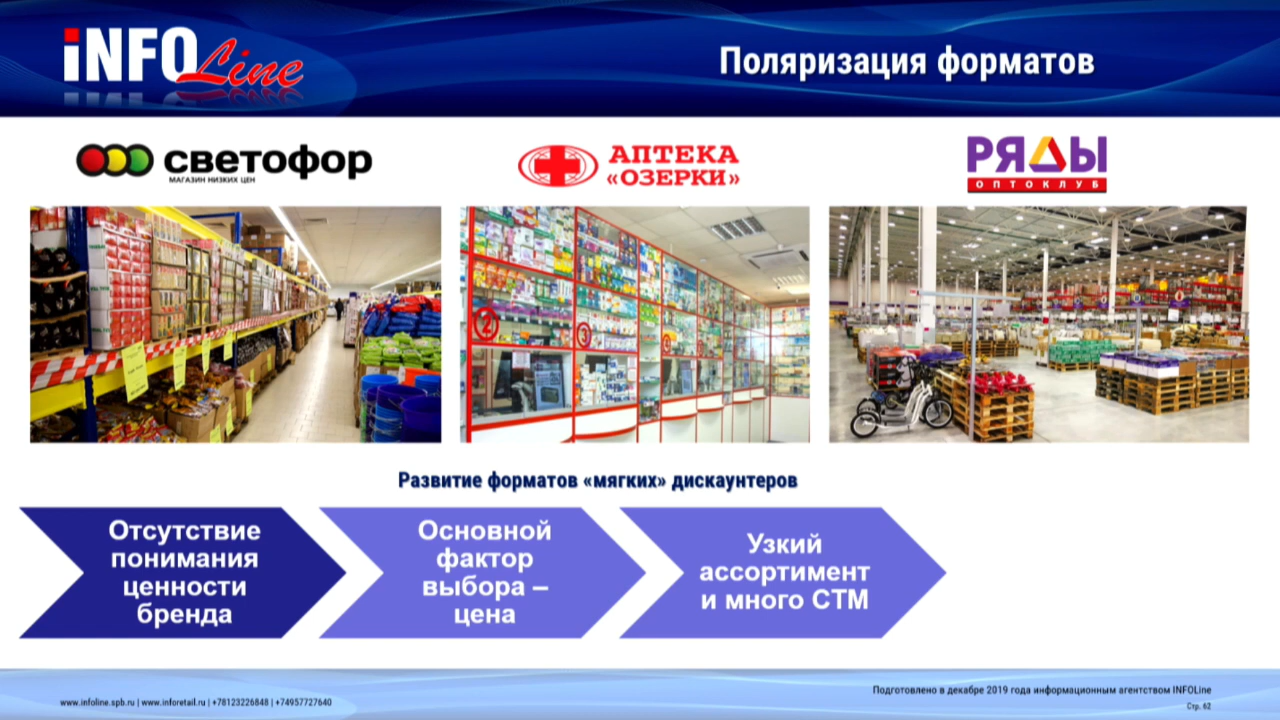 iNFOLine
Поляризация форматов
светофор
МАГАЗИН НИЗКИХ ЦЕН
АПТЕКА
«ОЗЕРКИ»
РЯДЫ
ОПТОКЛУБ
2
3
Развитие форматов «мягких» дискаунтеров
Отсутствие
понимания
ценности
бренда
Основной
фактор
выбора –
цена
Узкий
ассортимент
и много СТМ
Подготовлено в декабре 2019 года информационным агентством INFOLine
www.infoline.spb.ru | www.inforetail.ru | +78123226848 | +74957727640
Стр. 62